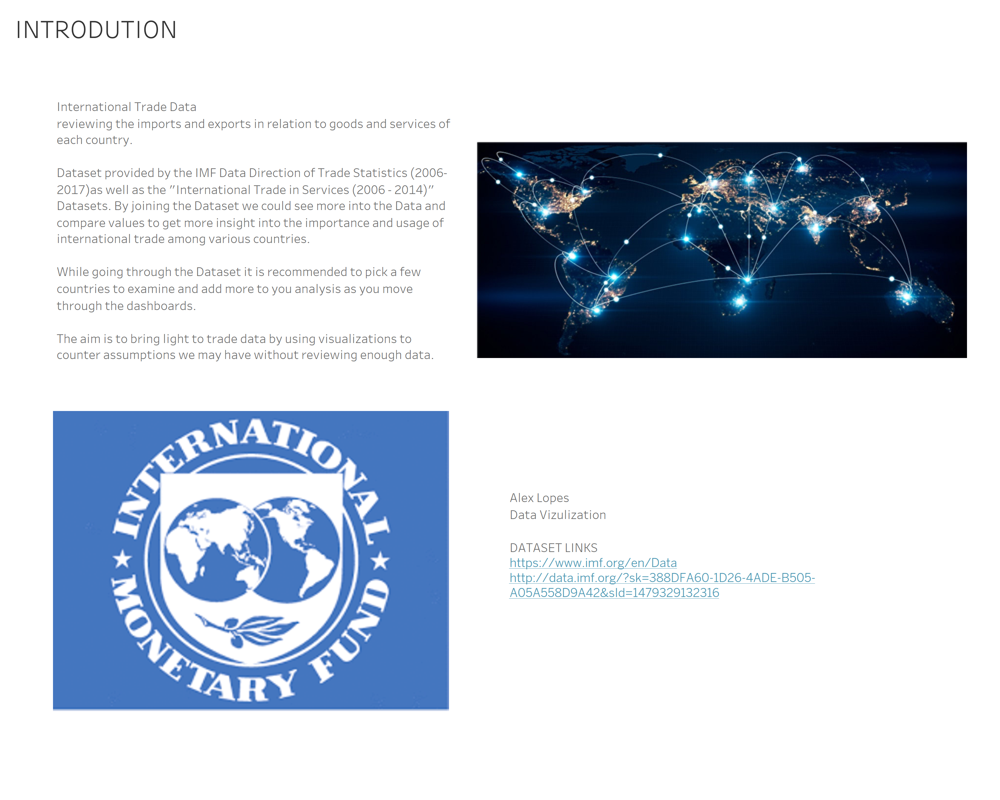 INTRODUTION
International Trade Data
reviewing the imports and exports in relation to goods and services of
each country.
Dataset provided by the IMF Data Direction of Trade Statistics (2006-
2017)as well as the "International Trade in Services (2006 - 2014)"
Datasets. By joining the Dataset we could see more into the Data and
compare values to get more insight into the importance and usage of
international trade among various countries.
While going through the Dataset it is recommended to pick a few
countries to examine and add more to you analysis as you move
through the dashboards.
The aim is to bring light to trade data by using visualizations to
counter assumptions we may have without reviewing enough data.
INTERNATIONAL
MONETARY FUND
Alex Lopes
Data Vizulization
DATASET LINKS
https://www.imf.org/en/Data
http://data.imf.org/?sk=388DFA60-1D26-4ADE-B505-
A05A558D9A42&sId=1479329132316